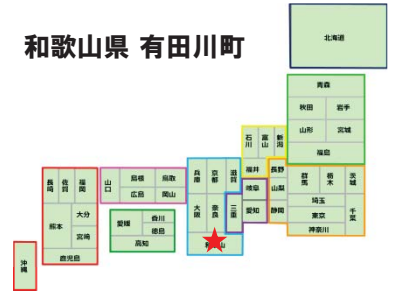 和歌山県 有田川町
北海道
青森
秋田 岩手
山形 宮城
福島
石川 富山 新潟
福井 長野
岐阜 山梨
愛知 静岡
群馬 栃木 茨城
埼玉
東京 千葉
神奈川
兵庫 京都 滋賀
大阪 奈良 三重
山口 島根 鳥取
広島 岡山
愛媛 香川
徳島
高知
長崎 佐賀 福岡
熊本 大分
宮崎
鹿児島
沖縄